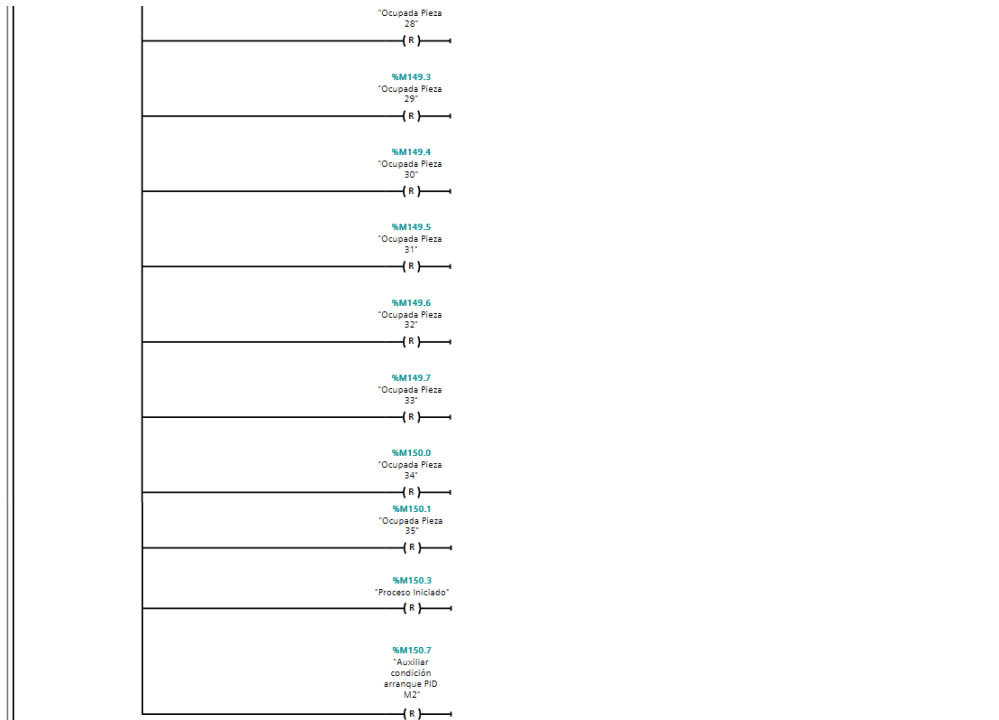 "Ocupada Pieza
28"
( R )
%M149.3
"Ocupada Pieza
29"
( R )
%M149.4
"Ocupada Pieza
30"
( R )
%M149.5
"Ocupada Pieza
31"
( R )
%M149.6
"Ocupada Pieza
32"
( R )
%M149.7
"Ocupada Pieza
33"
( R )
%M150.0
"Ocupada Pieza
34"
( R )
%M150.1
"Ocupada Pieza
35"
( R )
%M150.3
"Proceso Iniciado"
( R )
%M150.7
"Auxiliar
condición
arranque PID
M2"
( R )